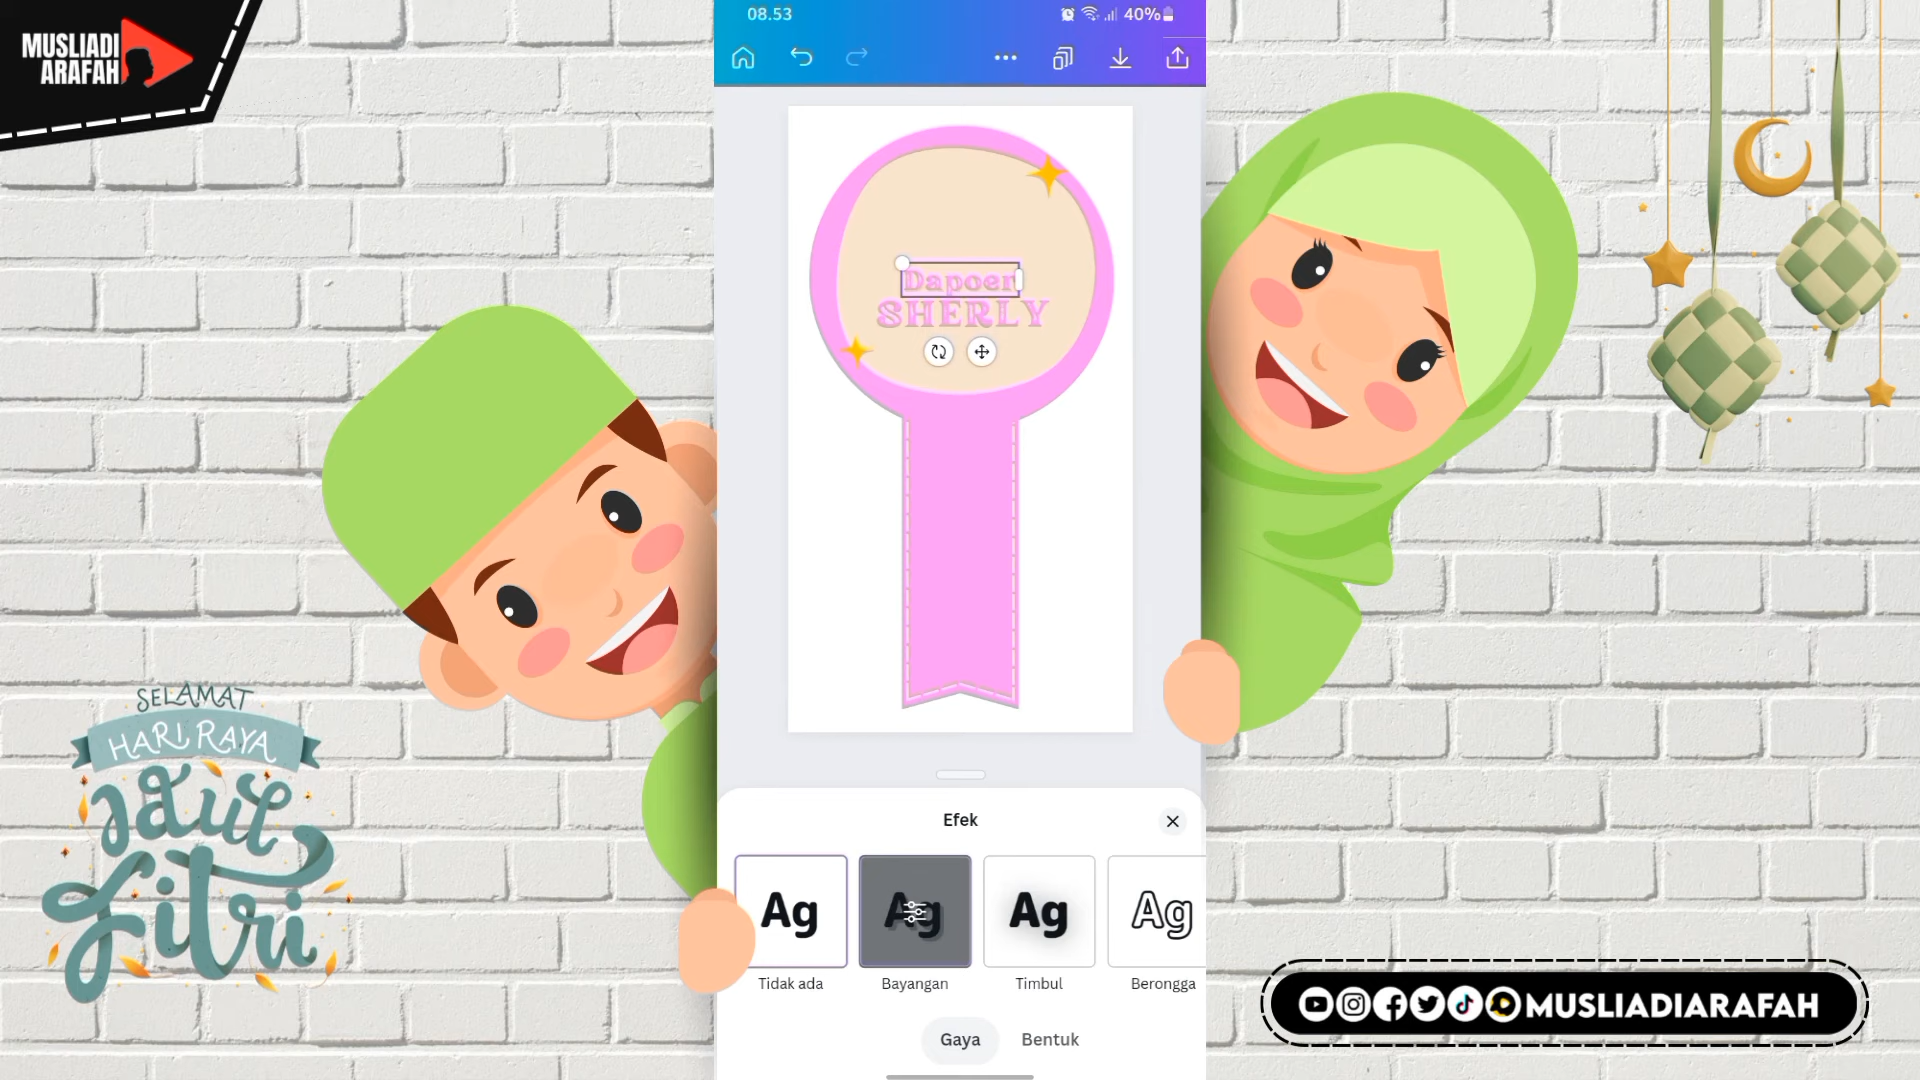 MUSLIADI
ARAFAH
08.53
40%
Dapoer
SHERLY
SELAMAT
HARI RAYA
Idul
Fitri
Efek
Ag
Ag
Ag
Ag
Tidak ada
Bayangan
Timbul
Berongga
Gaya
Bentuk
MUSLIADIARAFAH